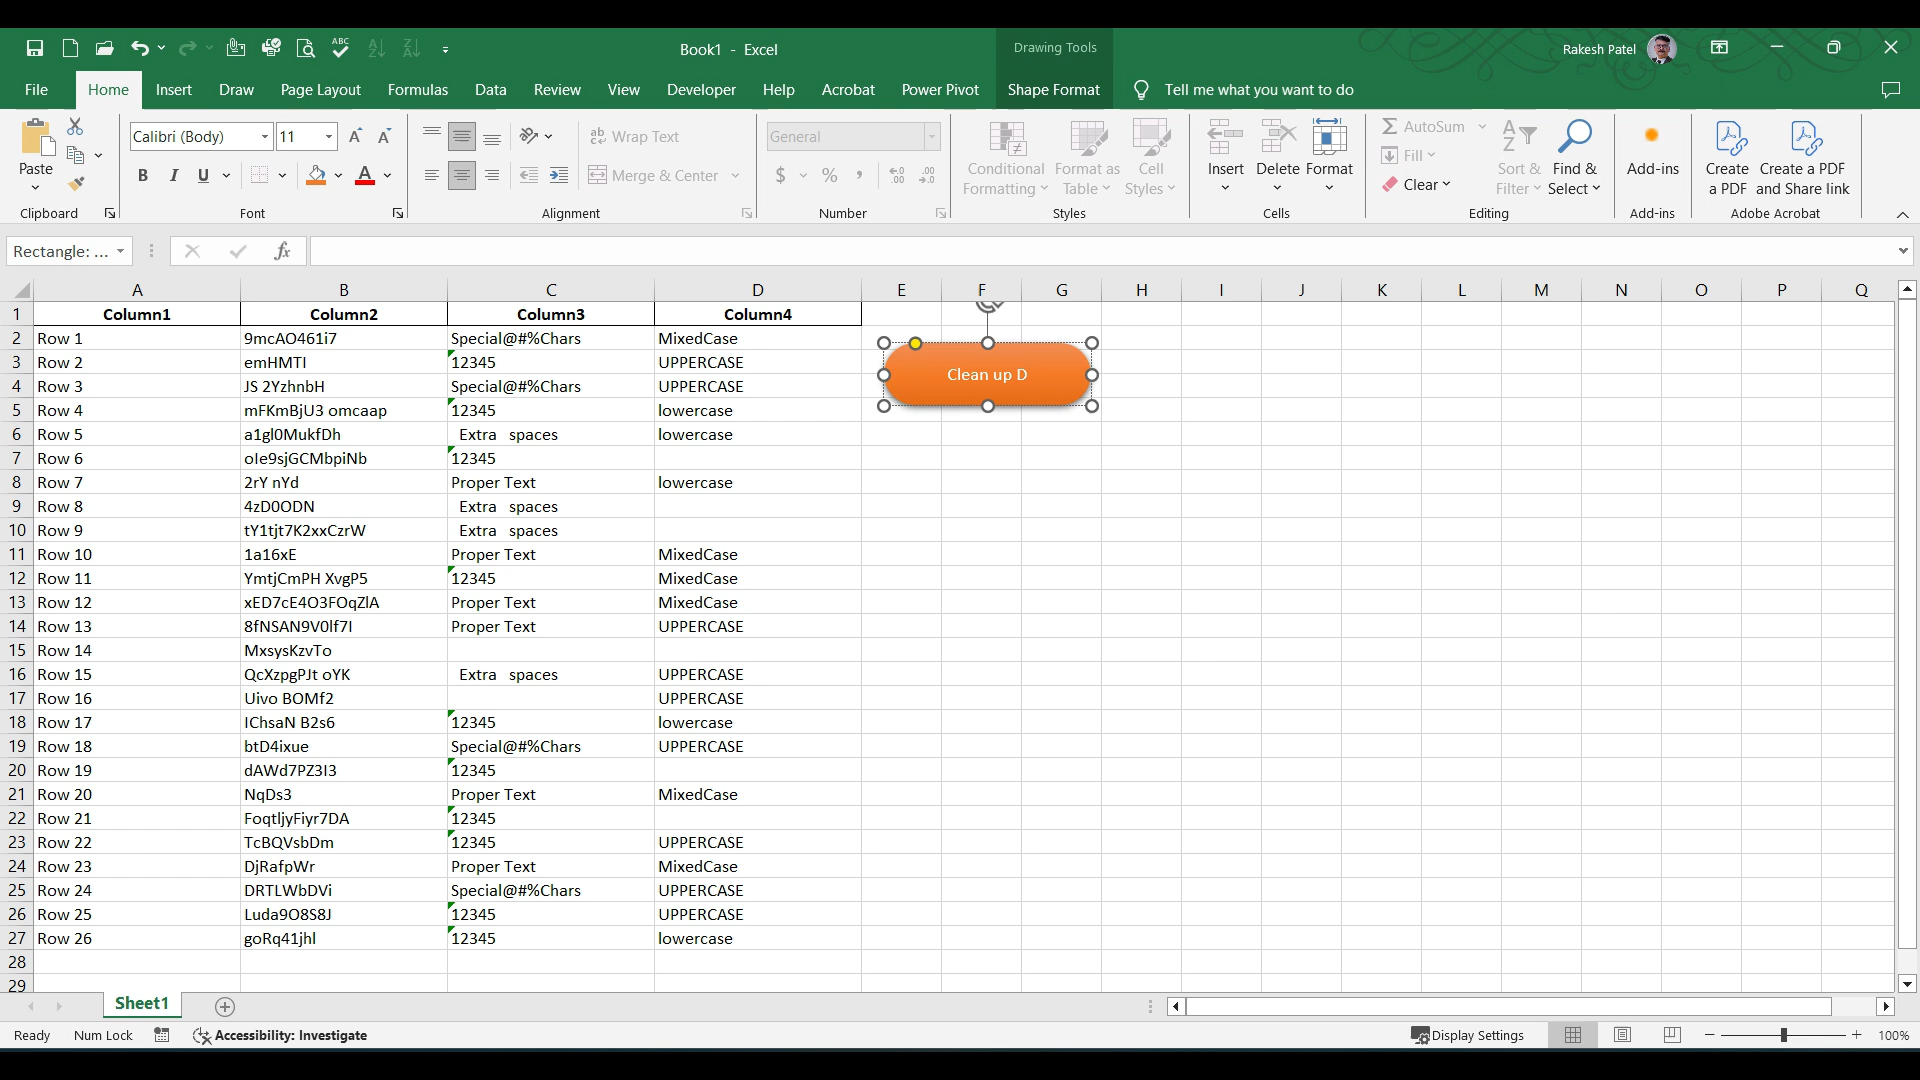 Book1 - Excel
Drawing Tools
Rakesh Patel
File Home Insert Draw Page Layout Formulas Data Review View Developer Help Acrobat Power Pivot Shape Format Tell me what you want to do
Paste
Clipboard
Calibri (Body) 11
B I U
Font
ab Wrap Text
Merge & Center
Alignment
General
$ % ,
Number
Conditional Formatting
Format as Table
Cell Styles
Styles
Insert Delete Format
Cells
AutoSum
Fill
Clear
Sort & Filter
Find & Select
Editing
Add-ins
Add-ins
Create a PDF
Create a PDF and Share link
Adobe Acrobat
Rectangle: ... fx
A B C D E F G H I J K L M N O P Q
1 Column1 Column2 Column3 Column4
2 Row 1 9mcAO461i7 Special@#%Chars MixedCase
3 Row 2 emHMTI 12345 UPPERCASE
Clean up D
4 Row 3 JS 2YzhnbH Special@#%Chars UPPERCASE
5 Row 4 mFKmBjU3 omcaap 12345 lowercase
6 Row 5 a1gl0MukfDh Extra spaces lowercase
7 Row 6 ole9sjGCMbpiNb 12345
8 Row 7 2rY nYd Proper Text lowercase
9 Row 8 4zD0ODN Extra spaces
10 Row 9 tY1tjt7K2xxCzrW Extra spaces
11 Row 10 1a16xE Proper Text MixedCase
12 Row 11 YmtjCmPH XvgP5 12345 MixedCase
13 Row 12 xED7cE4O3FOqZlA Proper Text MixedCase
14 Row 13 8fNSAN9V0lf7I Proper Text UPPERCASE
15 Row 14 MxsysKzvTo
16 Row 15 QcXzpgPJt oYK Extra spaces UPPERCASE
17 Row 16 Uivo BOMf2 UPPERCASE
18 Row 17 IChsaN B2s6 12345 lowercase
19 Row 18 btD4ixue Special@#%Chars UPPERCASE
20 Row 19 dAWd7PZ3I3 12345
21 Row 20 NqDs3 Proper Text MixedCase
22 Row 21 FoqtljyFiyr7DA 12345
23 Row 22 TcBQVsbDm 12345 UPPERCASE
24 Row 23 DjRafpWr Proper Text MixedCase
25 Row 24 DRTLWbDVi Special@#%Chars UPPERCASE
26 Row 25 Luda9O8S8J 12345 UPPERCASE
27 Row 26 goRq41jhl 12345 lowercase
28
29
Sheet1
Ready Num Lock Accessibility: Investigate Display Settings 100%